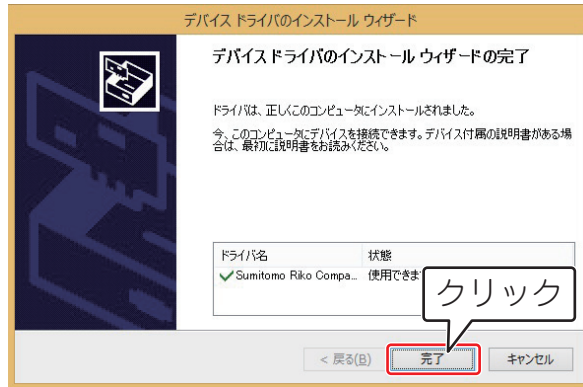 デバイス ドライバのインストール ウィザード
デバイス ドライバのインストール ウィザードの完了
ドライバは、正しくこのコンピュータにインストールされました。
今、このコンピュータにデバイスを接続できます。デバイス付属の説明書がある場
合は、最初に説明書をお読みください。
ドライバ名 状態
Sumitomo Riko Compa... 使用できま
クリック
< 戻る(B) 完了 キャンセル